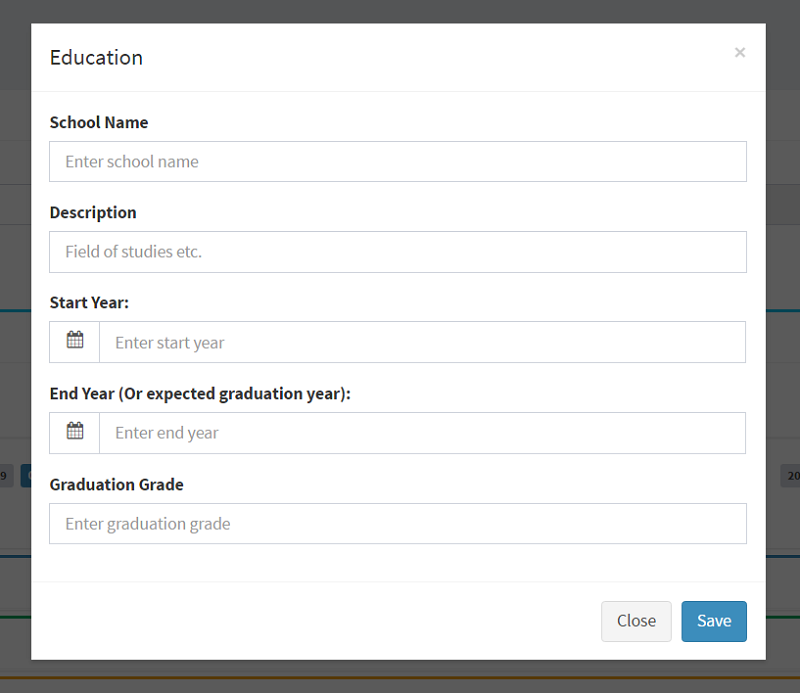 Education ×
School Name
Enter school name
Description
Field of studies etc.
Start Year:
Enter start year
End Year (Or expected graduation year):
Enter end year
9
20
Graduation Grade
Enter graduation grade
Close Save